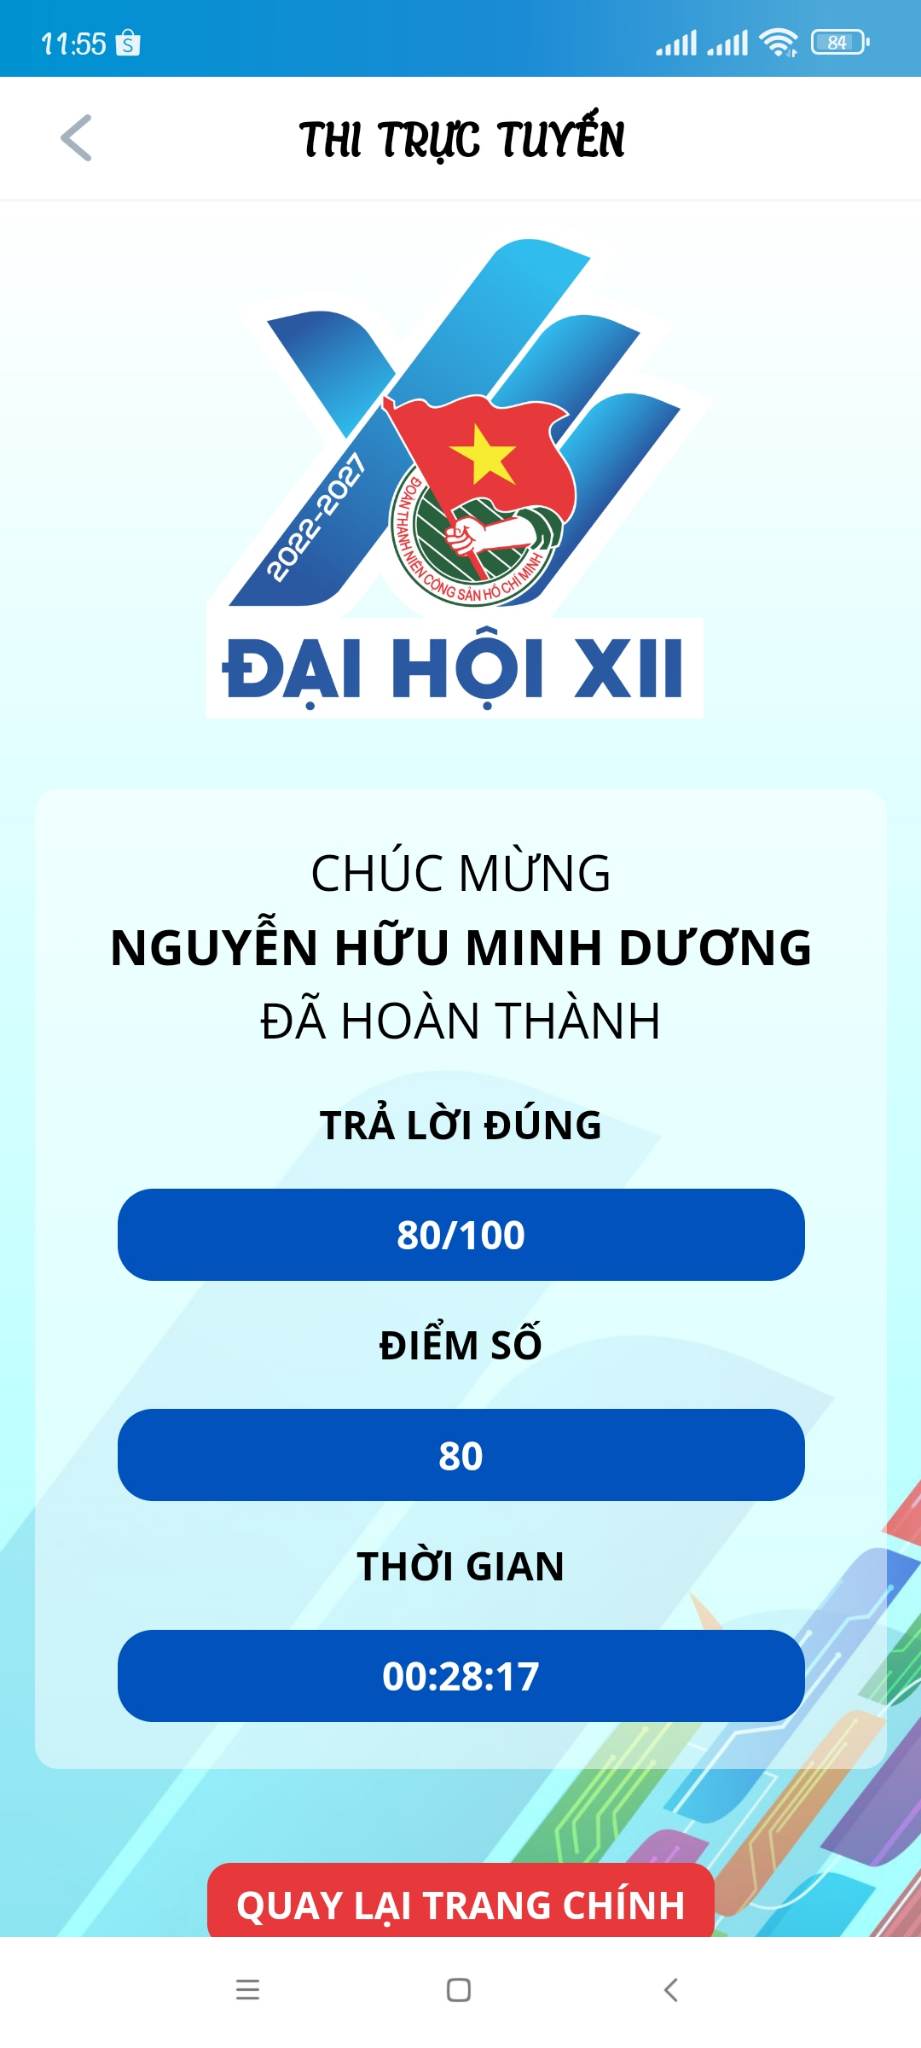 11:55
84
THI TRỰC TUYẾN
2022-2027
ĐOÀN THANH NIÊN CỘNG SẢN HỒ CHÍ MINH
ĐẠI HỘI XII
CHÚC MỪNG
NGUYỄN HỮU MINH DƯƠNG
ĐÃ HOÀN THÀNH
TRẢ LỜI ĐÚNG
80/100
ĐIỂM SỐ
80
THỜI GIAN
00:28:17
QUAY LẠI TRANG CHÍNH